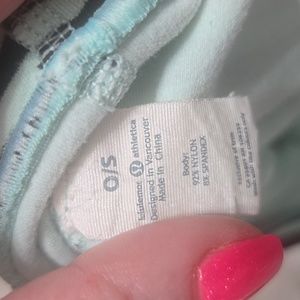 O/S
lululemon athletica
Designed in Vancouver
Made in China
Body:
92% NYLON
8% SPANDEX